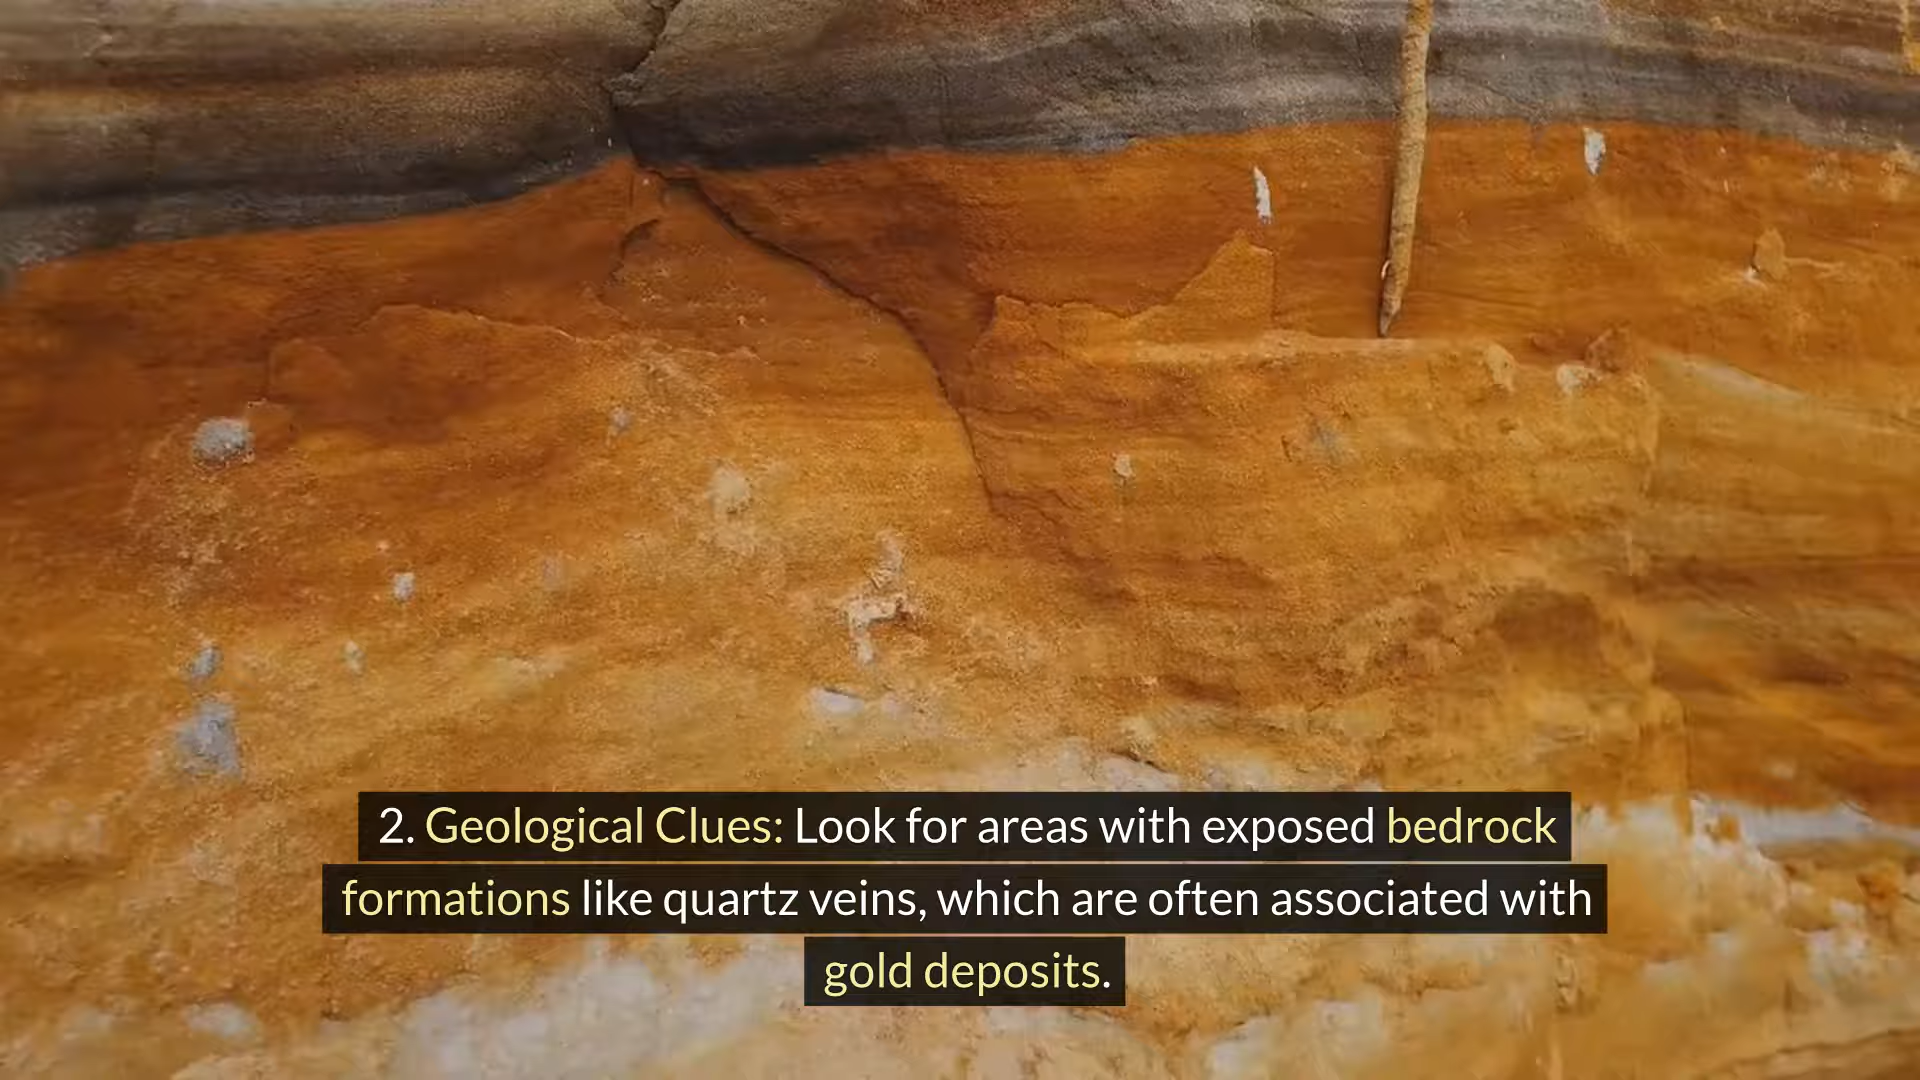 2. Geological Clues: Look for areas with exposed bedrock
formations like quartz veins, which are often associated with
gold deposits.